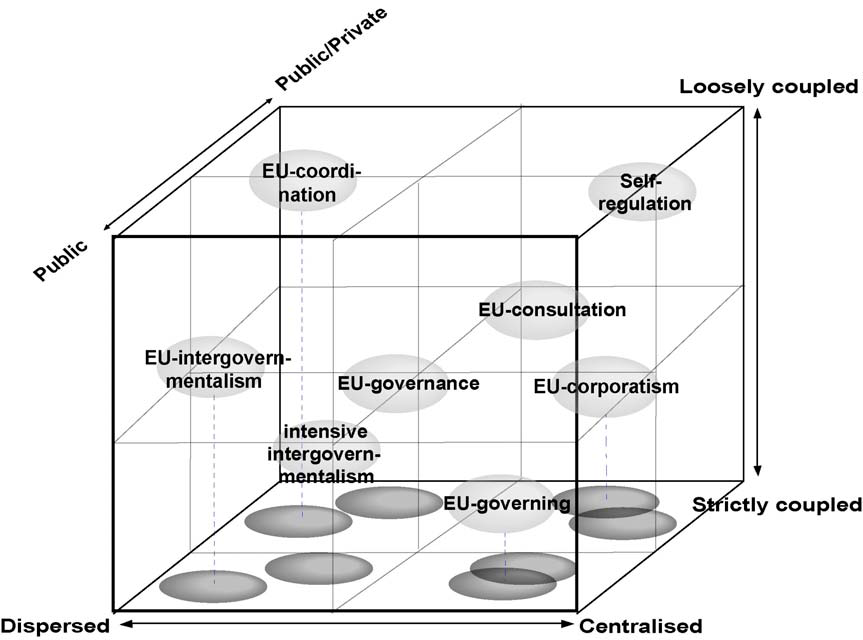 Public/Private
Loosely coupled
EU-coordi-
nation
Self-
regulation
Public
EU-consultation
EU-intergovern-
mentalism
EU-governance
EU-corporatism
intensive
intergovern-
mentalism
EU-governing
Strictly coupled
Dispersed
Centralised